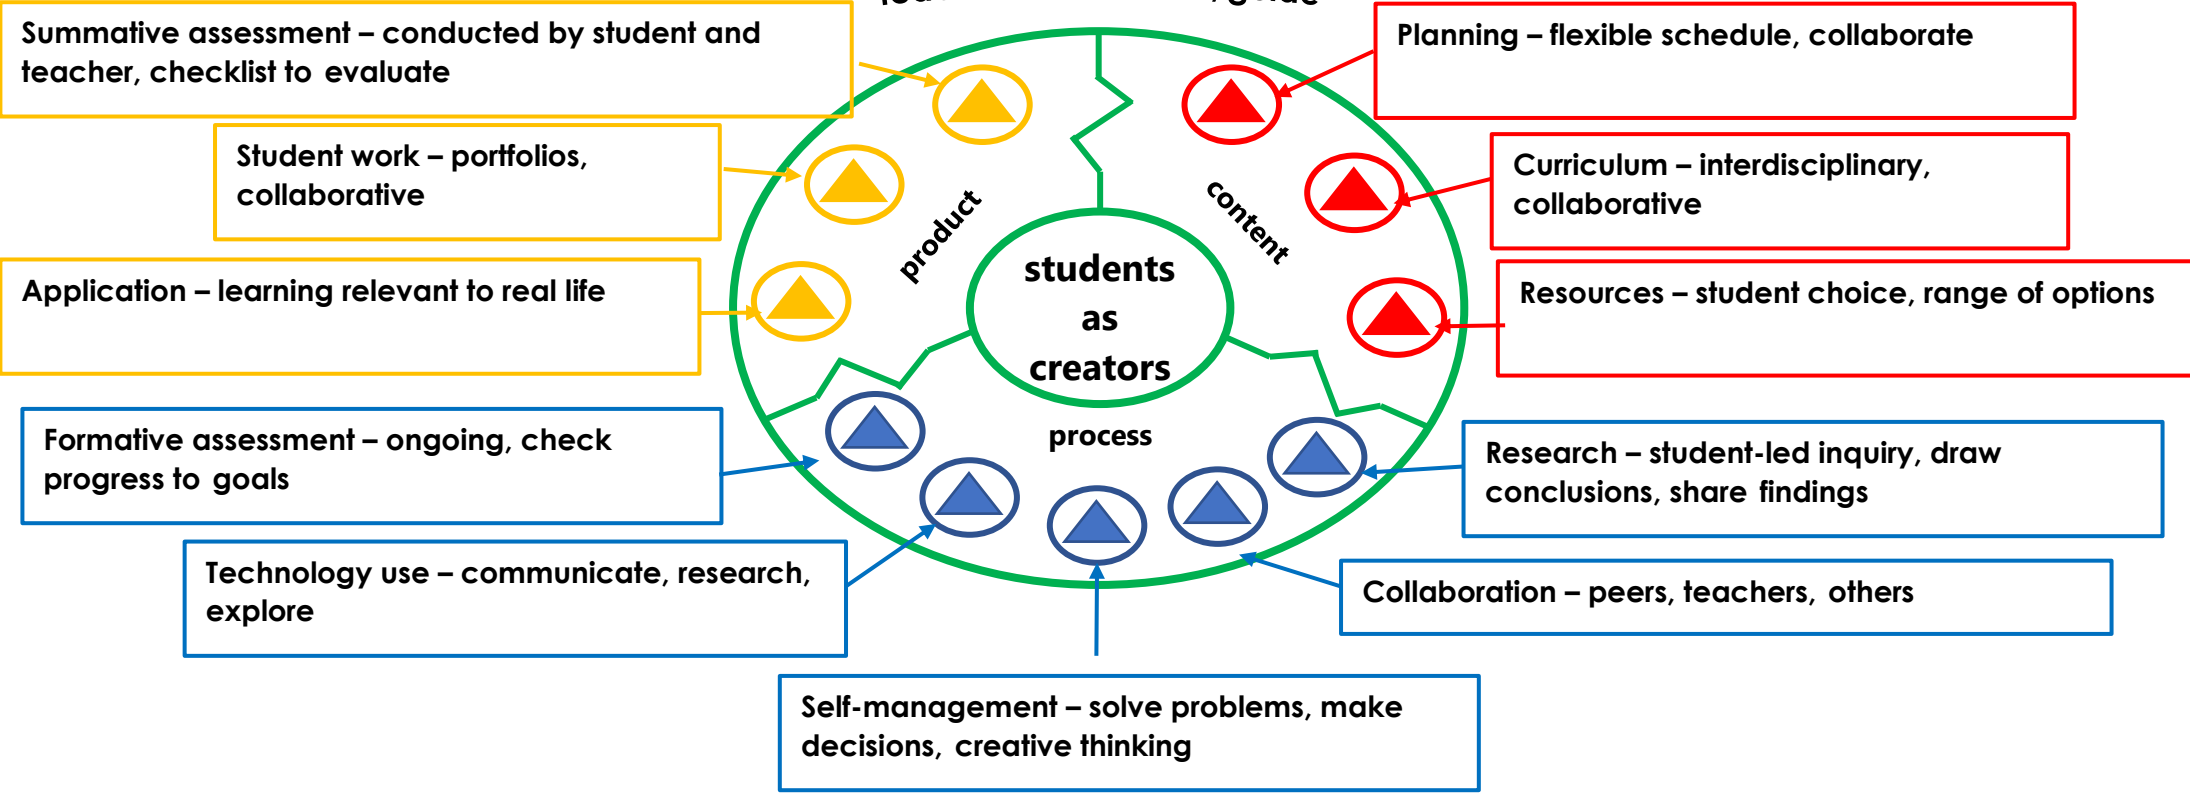 Summative assessment – conducted by student and
teacher, checklist to evaluate
Student work – portfolios,
collaborative
Application – learning relevant to real life
Formative assessment – ongoing, check
progress to goals
Technology use – communicate, research,
explore
Self-management – solve problems, make
decisions, creative thinking
Planning – flexible schedule, collaborate
Curriculum – interdisciplinary,
collaborative
Resources – student choice, range of options
Research – student-led inquiry, draw
conclusions, share findings
Collaboration – peers, teachers, others
product
content
process
students
as
creators